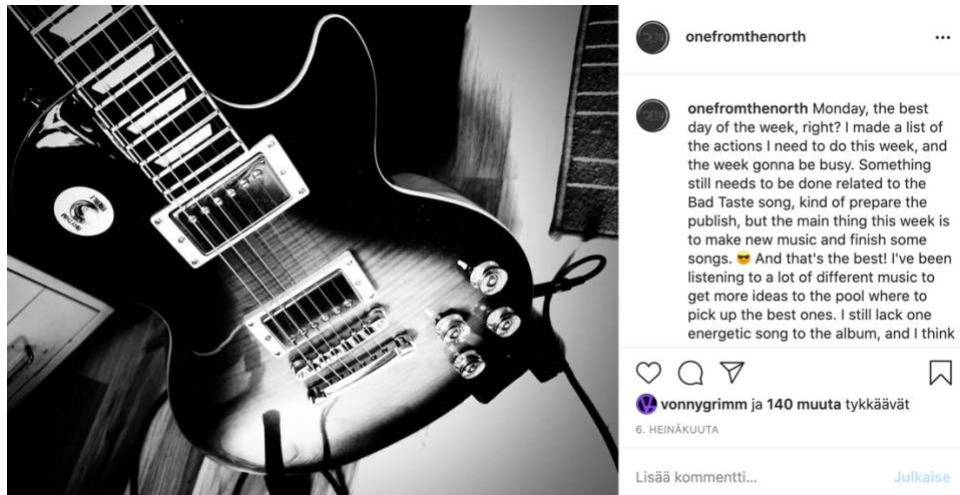 onefromthenorth
onefromthenorth Monday, the best
day of the week, right? I made a list of
the actions I need to do this week, and
the week gonna be busy. Something
still needs to be done related to the
Bad Taste song, kind of prepare the
publish, but the main thing this week is
to make new music and finish some
songs. 😎 And that's the best! I've been
listening to a lot of different music to
get more ideas to the pool where to
pick up the best ones. I still lack one
energetic song to the album, and I think
vonnygrimm ja 140 muuta tykkäävät
6. HEINÄKUUTA
Lisää kommentti... Julkaise